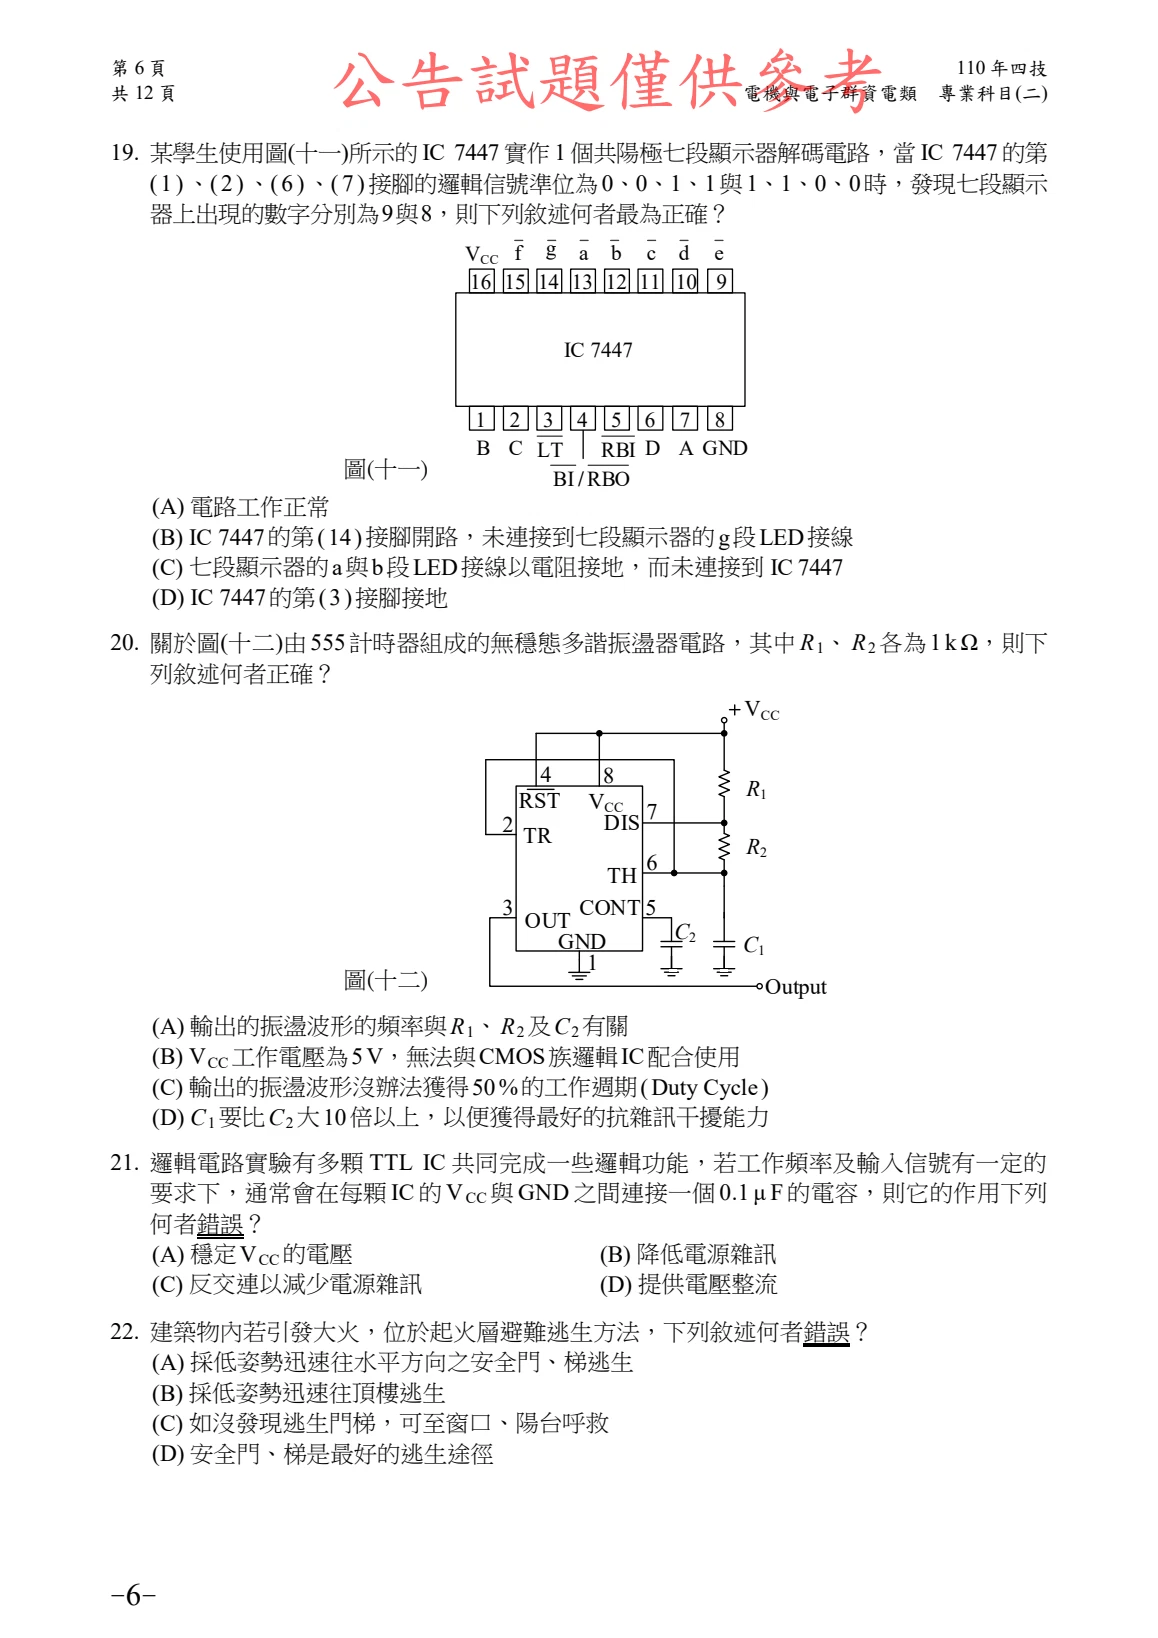 第 6 頁
共 12 頁
公告試題僅供參考
110 年四技
電機與電子群資電類 專業科目(二)
19. 某學生使用圖(十一)所示的 IC 7447 實作 1 個共陽極七段顯示器解碼電路，當 IC 7447 的第
(1)、(2)、(6)、(7)接腳的邏輯信號準位為0、0、1、1與1、1、0、0時，發現七段顯示
器上出現的數字分別為9與8，則下列敘述何者最為正確？
V_CC f̅ g̅ a̅ b̅ c̅ d̅ e̅
16 15 14 13 12 11 10 9
IC 7447
1 2 3 4 5 6 7 8
B C L̅T̅ R̅B̅I̅ D A GND
B̅I̅/R̅B̅O̅
圖(十一)
(A) 電路工作正常
(B) IC 7447的第(14)接腳開路，未連接到七段顯示器的g段LED接線
(C) 七段顯示器的a與b段LED接線以電阻接地，而未連接到 IC 7447
(D) IC 7447的第(3)接腳接地
20. 關於圖(十二)由555計時器組成的無穩態多諧振盪器電路，其中R₁、R₂各為1kΩ，則下
列敘述何者正確？
+V_CC
4 8
R̅S̅T̅ V_CC
R₁
7
DIS
2
TR
R₂
6
TH
3
CONT 5
OUT
C₂
GND
C₁
1
圖(十二)
Output
(A) 輸出的振盪波形的頻率與R₁、R₂及C₂有關
(B) V_CC工作電壓為5V，無法與CMOS族邏輯IC配合使用
(C) 輸出的振盪波形沒辦法獲得50%的工作週期(Duty Cycle)
(D) C₁要比C₂大10倍以上，以便獲得最好的抗雜訊干擾能力
21. 邏輯電路實驗有多顆 TTL IC 共同完成一些邏輯功能，若工作頻率及輸入信號有一定的
要求下，通常會在每顆 IC 的V_CC與 GND 之間連接一個0.1μF的電容，則它的作用下列
何者錯誤？
(A) 穩定V_CC的電壓 (B) 降低電源雜訊
(C) 反交連以減少電源雜訊 (D) 提供電壓整流
22. 建築物內若引發大火，位於起火層避難逃生方法，下列敘述何者錯誤？
(A) 採低姿勢迅速往水平方向之安全門、梯逃生
(B) 採低姿勢迅速往頂樓逃生
(C) 如沒發現逃生門梯，可至窗口、陽台呼救
(D) 安全門、梯是最好的逃生途徑
-6-